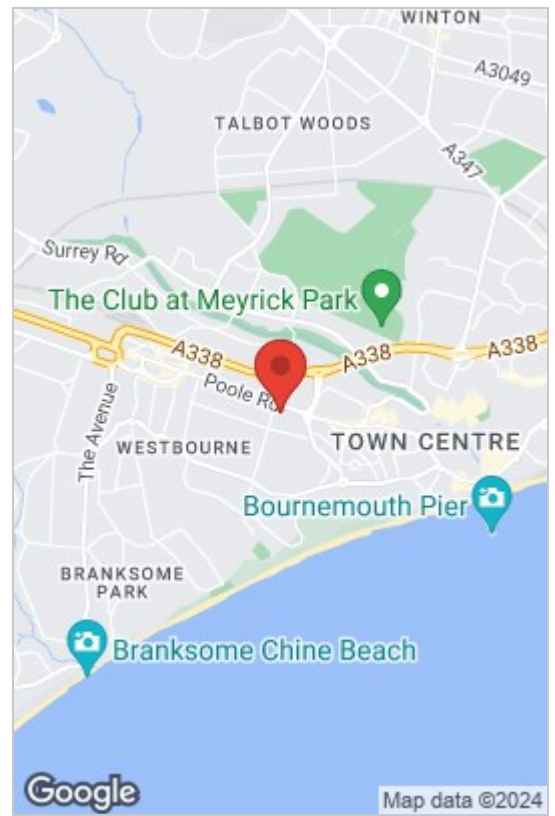 WINTON
A3049
TALBOT WOODS
A347
Surrey Rd
The Club at Meyrick Park
A338
A338
A338
Poole Rd
The Avenue
WESTBOURNE
TOWN CENTRE
Bournemouth Pier
BRANKSOME
PARK
Branksome Chine Beach
Google
Map data ©2024